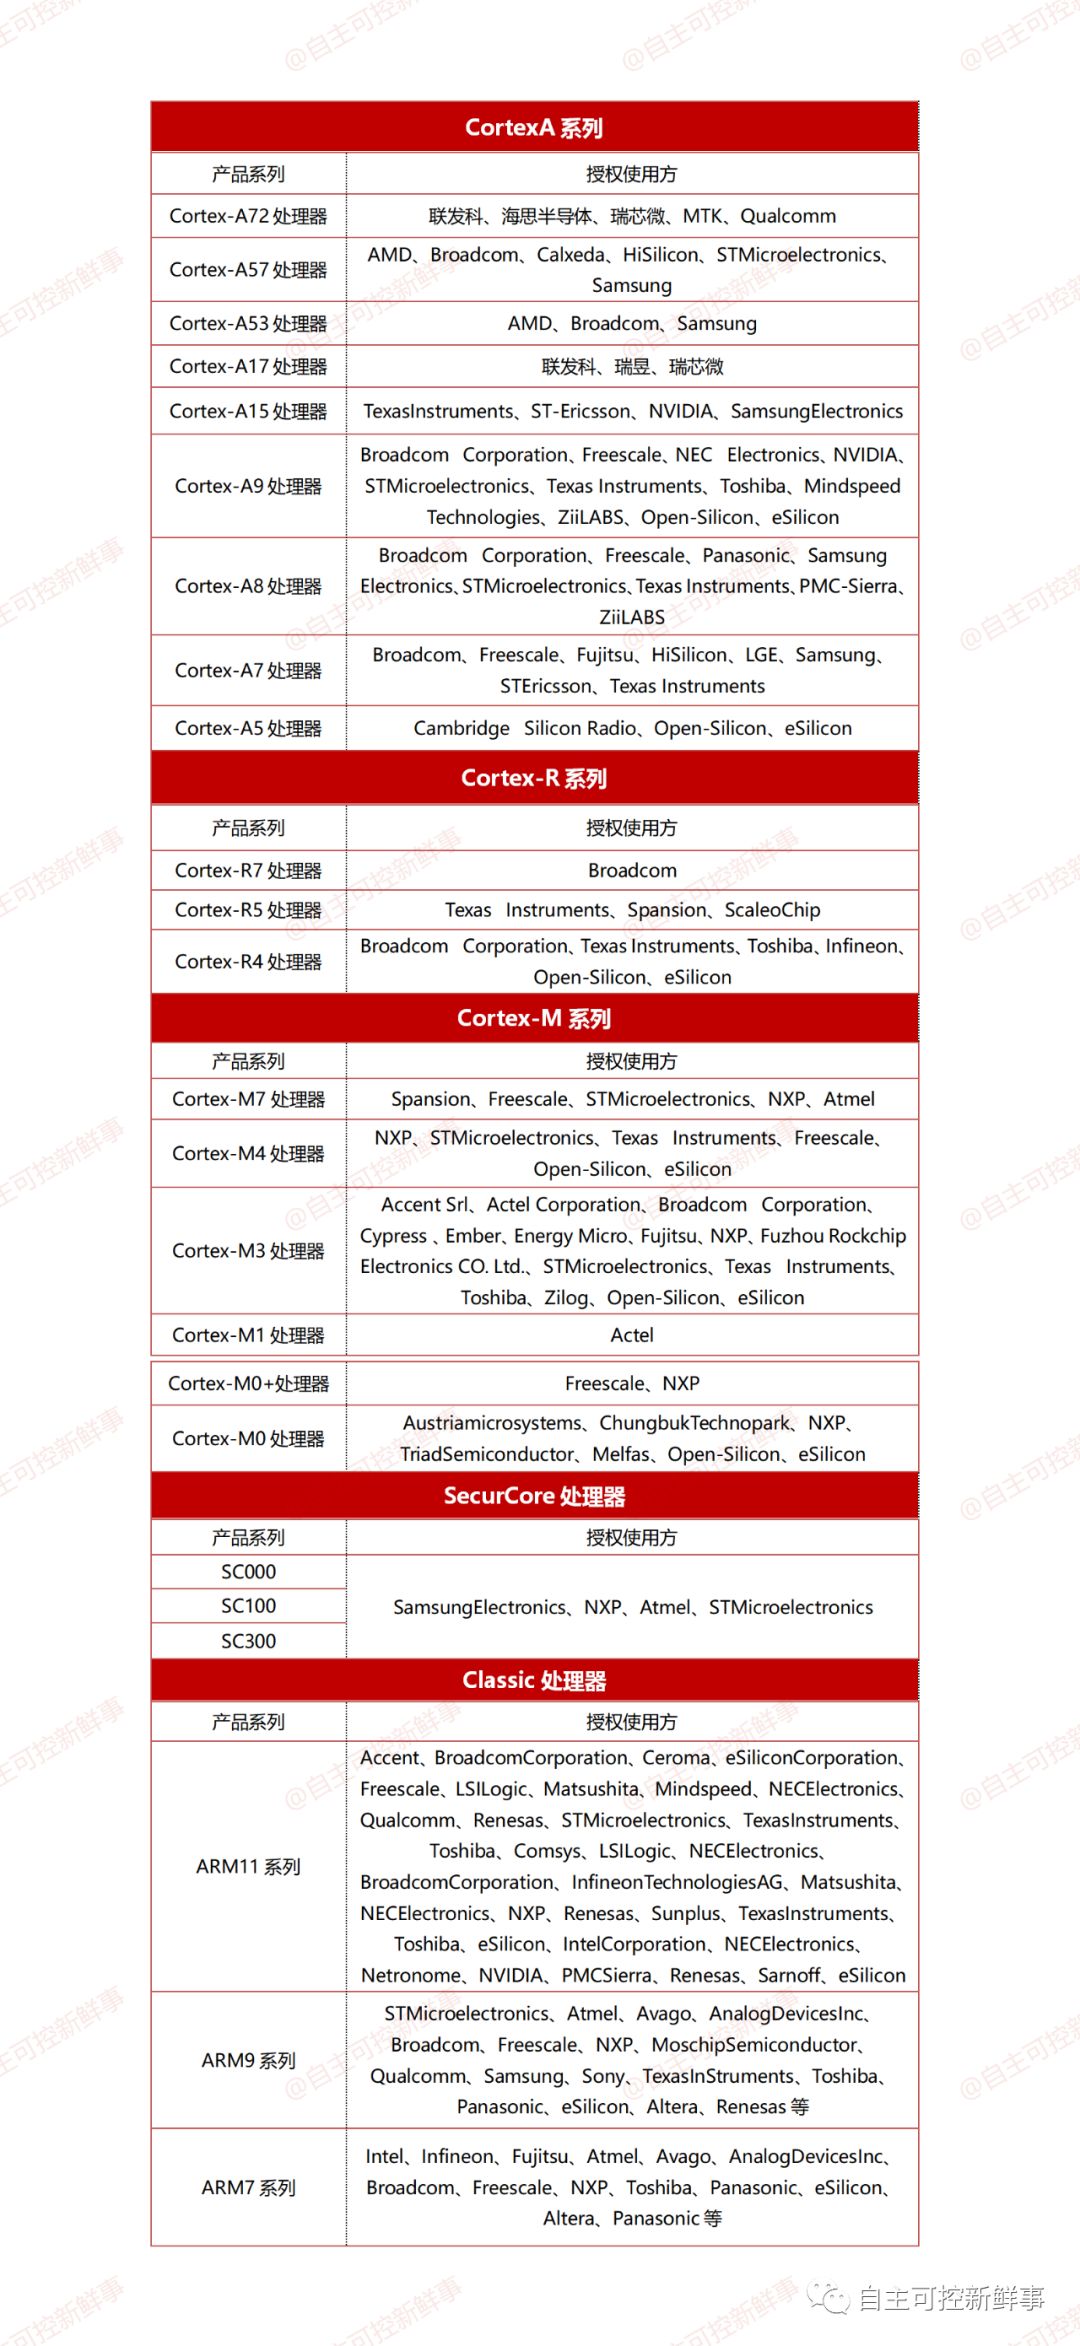 CortexA 系列
产品系列 授权使用方
Cortex-A72 处理器 联发科、海思半导体、瑞芯微、MTK、Qualcomm
Cortex-A57 处理器 AMD、Broadcom、Calxeda、HiSilicon、STMicroelectronics、
Samsung
Cortex-A53 处理器 AMD、Broadcom、Samsung
Cortex-A17 处理器 联发科、瑞昱、瑞芯微
Cortex-A15 处理器 TexasInstruments、ST-Ericsson、NVIDIA、SamsungElectronics
Cortex-A9 处理器 Broadcom Corporation、Freescale、NEC Electronics、NVIDIA、
STMicroelectronics、Texas Instruments、Toshiba、Mindspeed
Technologies、ZiiLABS、Open-Silicon、eSilicon
Cortex-A8 处理器 Broadcom Corporation、Freescale、Panasonic、Samsung
Electronics、STMicroelectronics、Texas Instruments、PMC-Sierra、
ZiiLABS
Cortex-A7 处理器 Broadcom、Freescale、Fujitsu、HiSilicon、LGE、Samsung、
STEricsson、Texas Instruments
Cortex-A5 处理器 Cambridge Silicon Radio、Open-Silicon、eSilicon
Cortex-R 系列
产品系列 授权使用方
Cortex-R7 处理器 Broadcom
Cortex-R5 处理器 Texas Instruments、Spansion、ScaleoChip
Cortex-R4 处理器 Broadcom Corporation、Texas Instruments、Toshiba、Infineon、
Open-Silicon、eSilicon
Cortex-M 系列
产品系列 授权使用方
Cortex-M7 处理器 Spansion、Freescale、STMicroelectronics、NXP、Atmel
Cortex-M4 处理器 NXP、STMicroelectronics、Texas Instruments、Freescale、
Open-Silicon、eSilicon
Cortex-M3 处理器 Accent Srl、Actel Corporation、Broadcom Corporation、
Cypress 、Ember、Energy Micro、Fujitsu、NXP、Fuzhou Rockchip
Electronics CO. Ltd.、STMicroelectronics、Texas Instruments、
Toshiba、Zilog、Open-Silicon、eSilicon
Cortex-M1 处理器 Actel
Cortex-M0+处理器 Freescale、NXP
Cortex-M0 处理器 Austriamicrosystems、ChungbukTechnopark、NXP、
TriadSemiconductor、Melfas、Open-Silicon、eSilicon
SecurCore 处理器
产品系列 授权使用方
SC000
SC100 SamsungElectronics、NXP、Atmel、STMicroelectronics
SC300
Classic 处理器
产品系列 授权使用方
ARM11 系列 Accent、BroadcomCorporation、Ceroma、eSiliconCorporation、
Freescale、LSILogic、Matsushita、Mindspeed、NECElectronics、
Qualcomm、Renesas、STMicroelectronics、TexasInstruments、
Toshiba、Comsys、LSILogic、NECElectronics、
BroadcomCorporation、InfineonTechnologiesAG、Matsushita、
NECElectronics、NXP、Renesas、Sunplus、TexasInstruments、
Toshiba、eSilicon、IntelCorporation、NECElectronics、
Netronome、NVIDIA、PMCSierra、Renesas、Sarnoff、eSilicon
ARM9 系列 STMicroelectronics、Atmel、Avago、AnalogDevicesInc、
Broadcom、Freescale、NXP、MoschipSemiconductor、
Qualcomm、Samsung、Sony、TexasInStruments、Toshiba、
Panasonic、eSilicon、Altera、Renesas 等
ARM7 系列 Intel、Infineon、Fujitsu、Atmel、Avago、AnalogDevicesInc、
Broadcom、Freescale、NXP、Toshiba、Panasonic、eSilicon、
Altera、Panasonic 等
自主可控新鲜事
@自主可控新鲜事